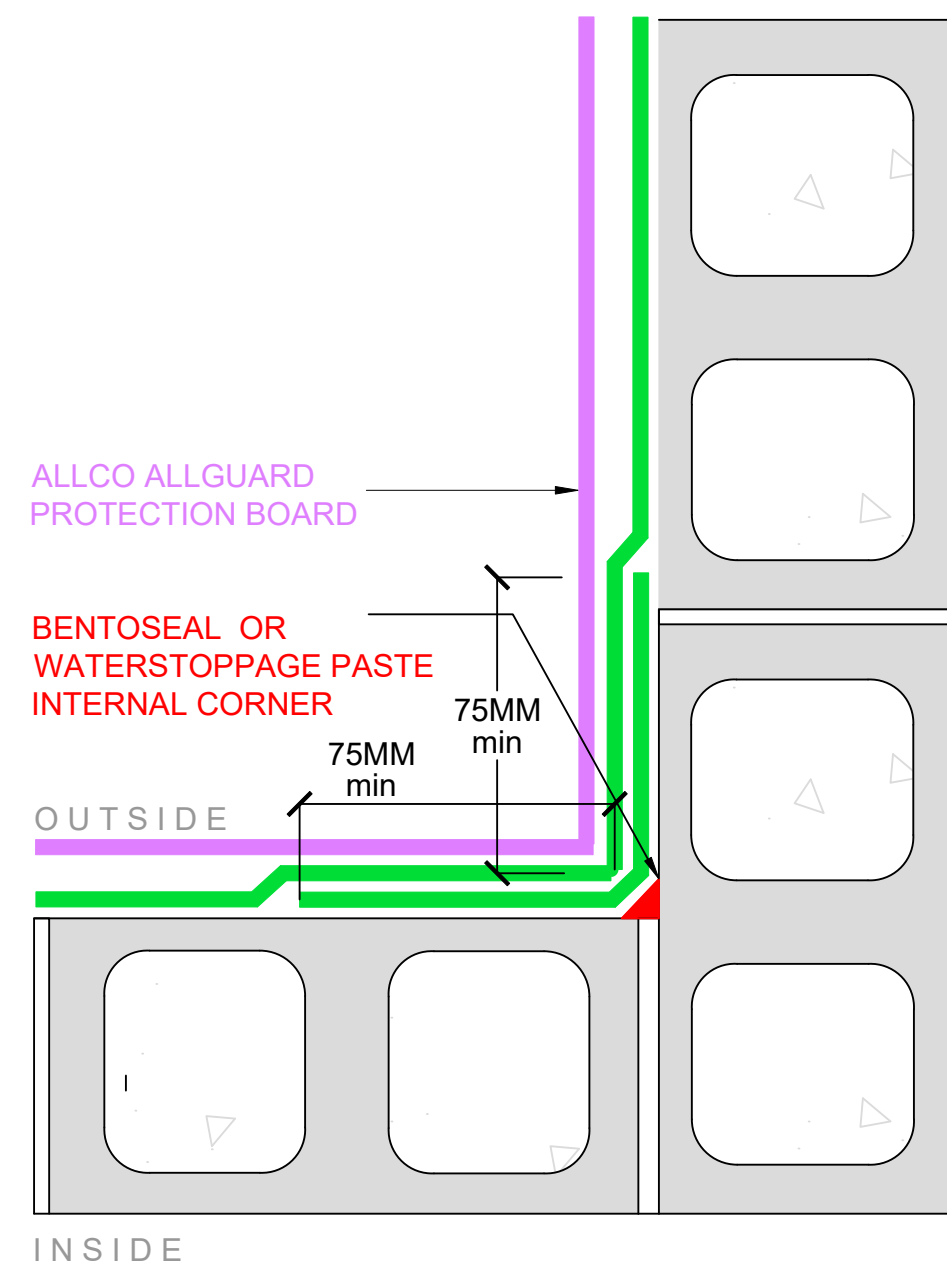 ALLCO ALLGUARD
PROTECTION BOARD
BENTOSEAL OR
WATERSTOPPAGE PASTE
INTERNAL CORNER
75MM
min
75MM
min
OUTSIDE
INSIDE